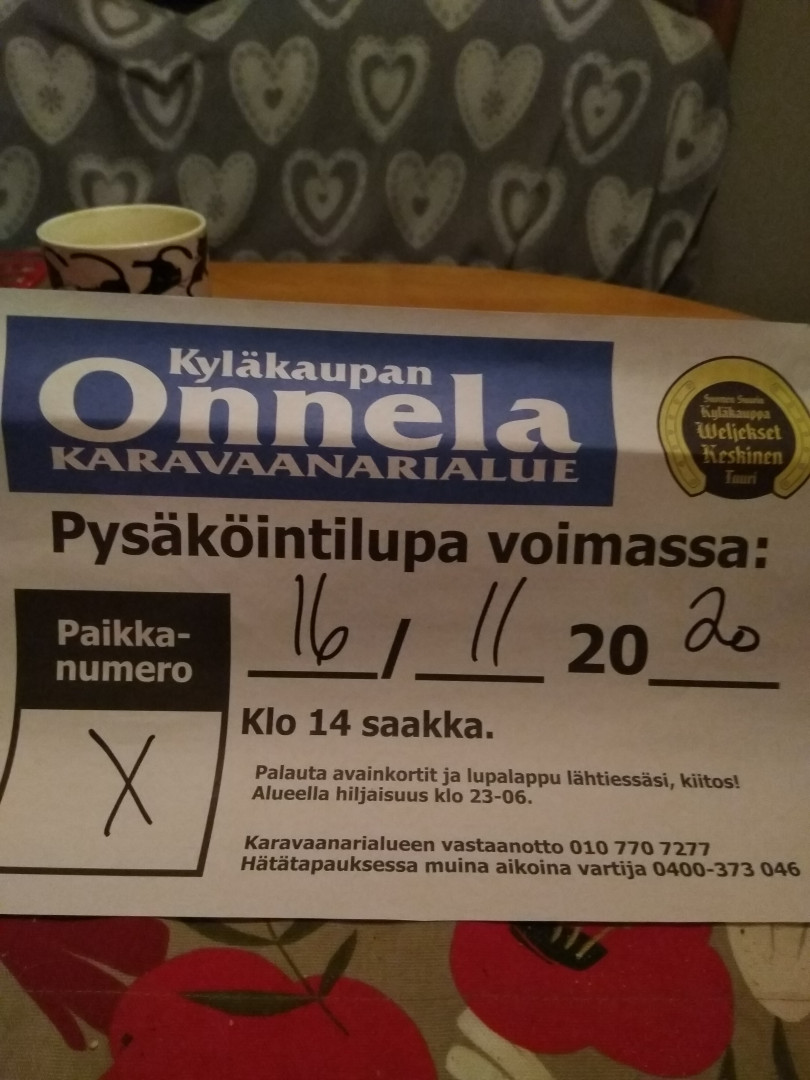 Kyläkaupan
Onnela
KARAVAANARIALUE
Suomen Suurin
Kyläkauppa
Weljekset
Keskinen
Tuuri
Pysäköintilupa voimassa:
Paikka-
numero
X
16 / 11 20 20
Klo 14 saakka.
Palauta avainkortit ja lupalappu lähtiessäsi, kiitos!
Alueella hiljaisuus klo 23-06.
Karavaanarialueen vastaanotto 010 770 7277
Hätätapauksessa muina aikoina vartija 0400-373 046